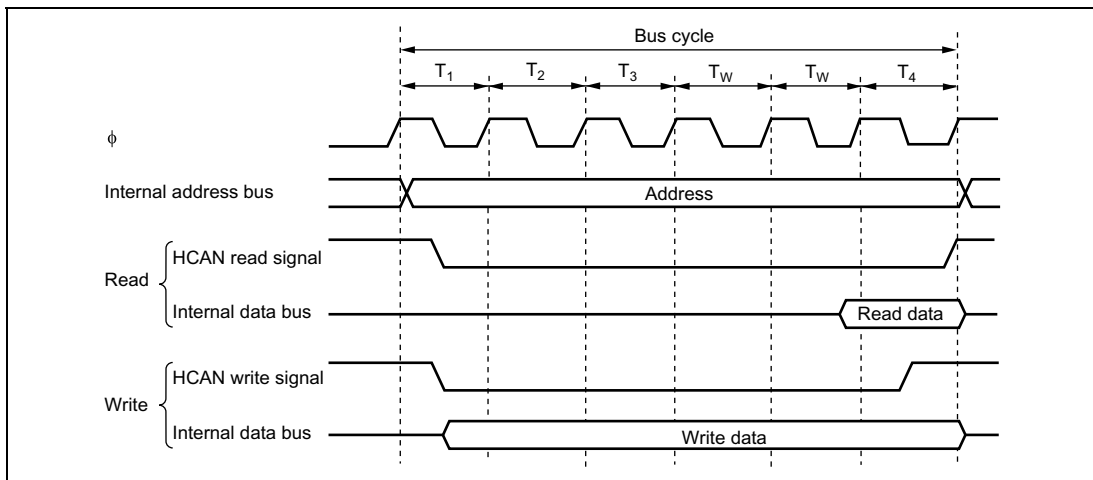 Bus cycle
T1 T2 T3 TW TW T4
ϕ
Internal address bus Address
Read HCAN read signal
Internal data bus Read data
Write HCAN write signal
Internal data bus Write data